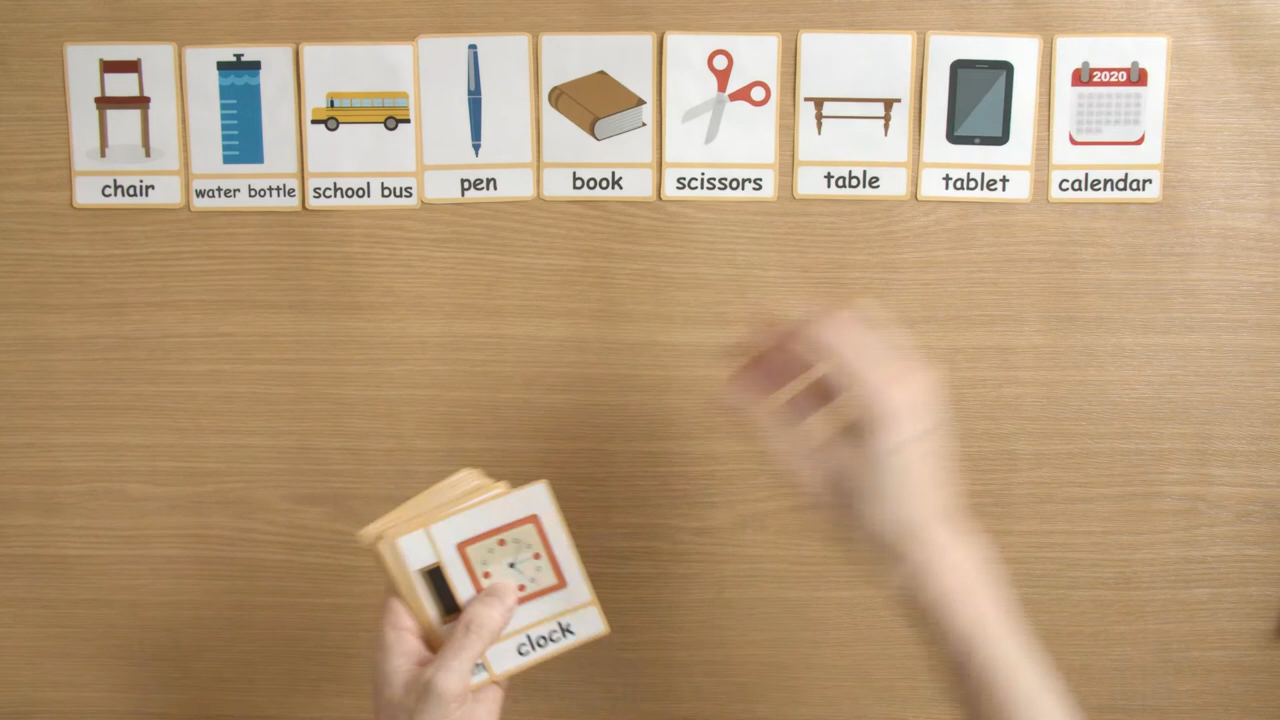 2020
chair
water bottle
school bus
pen
book
scissors
table
tablet
calendar
clock